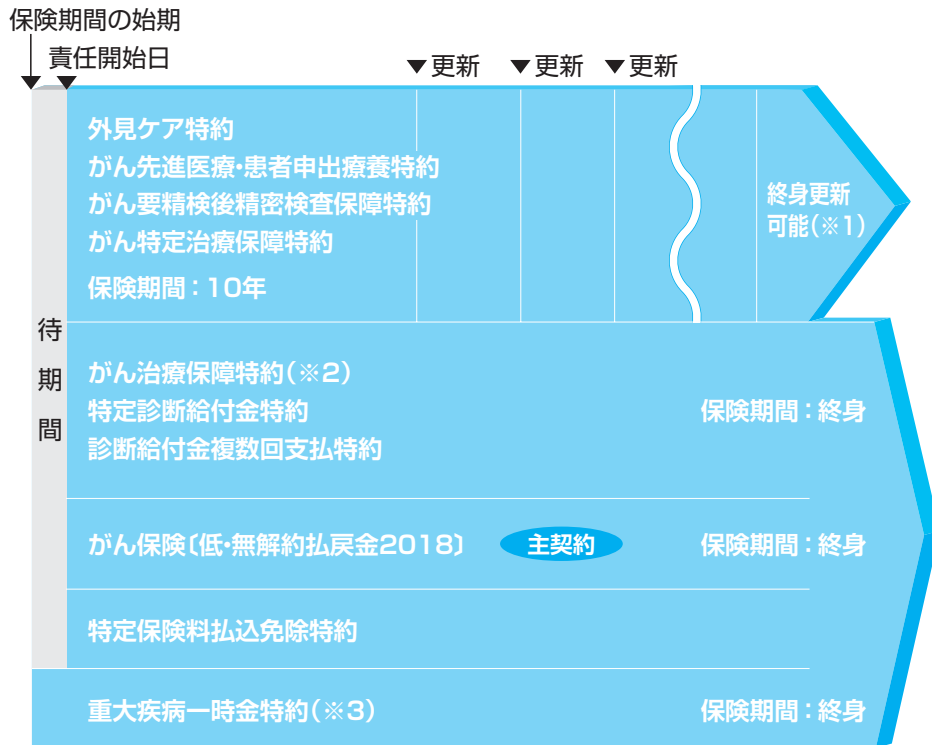 保険期間の始期
責任開始日
▼更新 ▼更新 ▼更新
待期間
外見ケア特約
がん先進医療・患者申出療養特約
がん要精検後精密検査保障特約
がん特定治療保障特約
保険期間：10年
終身更新
可能(※1)
がん治療保障特約(※2)
特定診断給付金特約
診断給付金複数回支払特約
保険期間：終身
がん保険〔低・無解約払戻金2018〕 主契約 保険期間：終身
特定保険料払込免除特約
重大疾病一時金特約(※3) 保険期間：終身